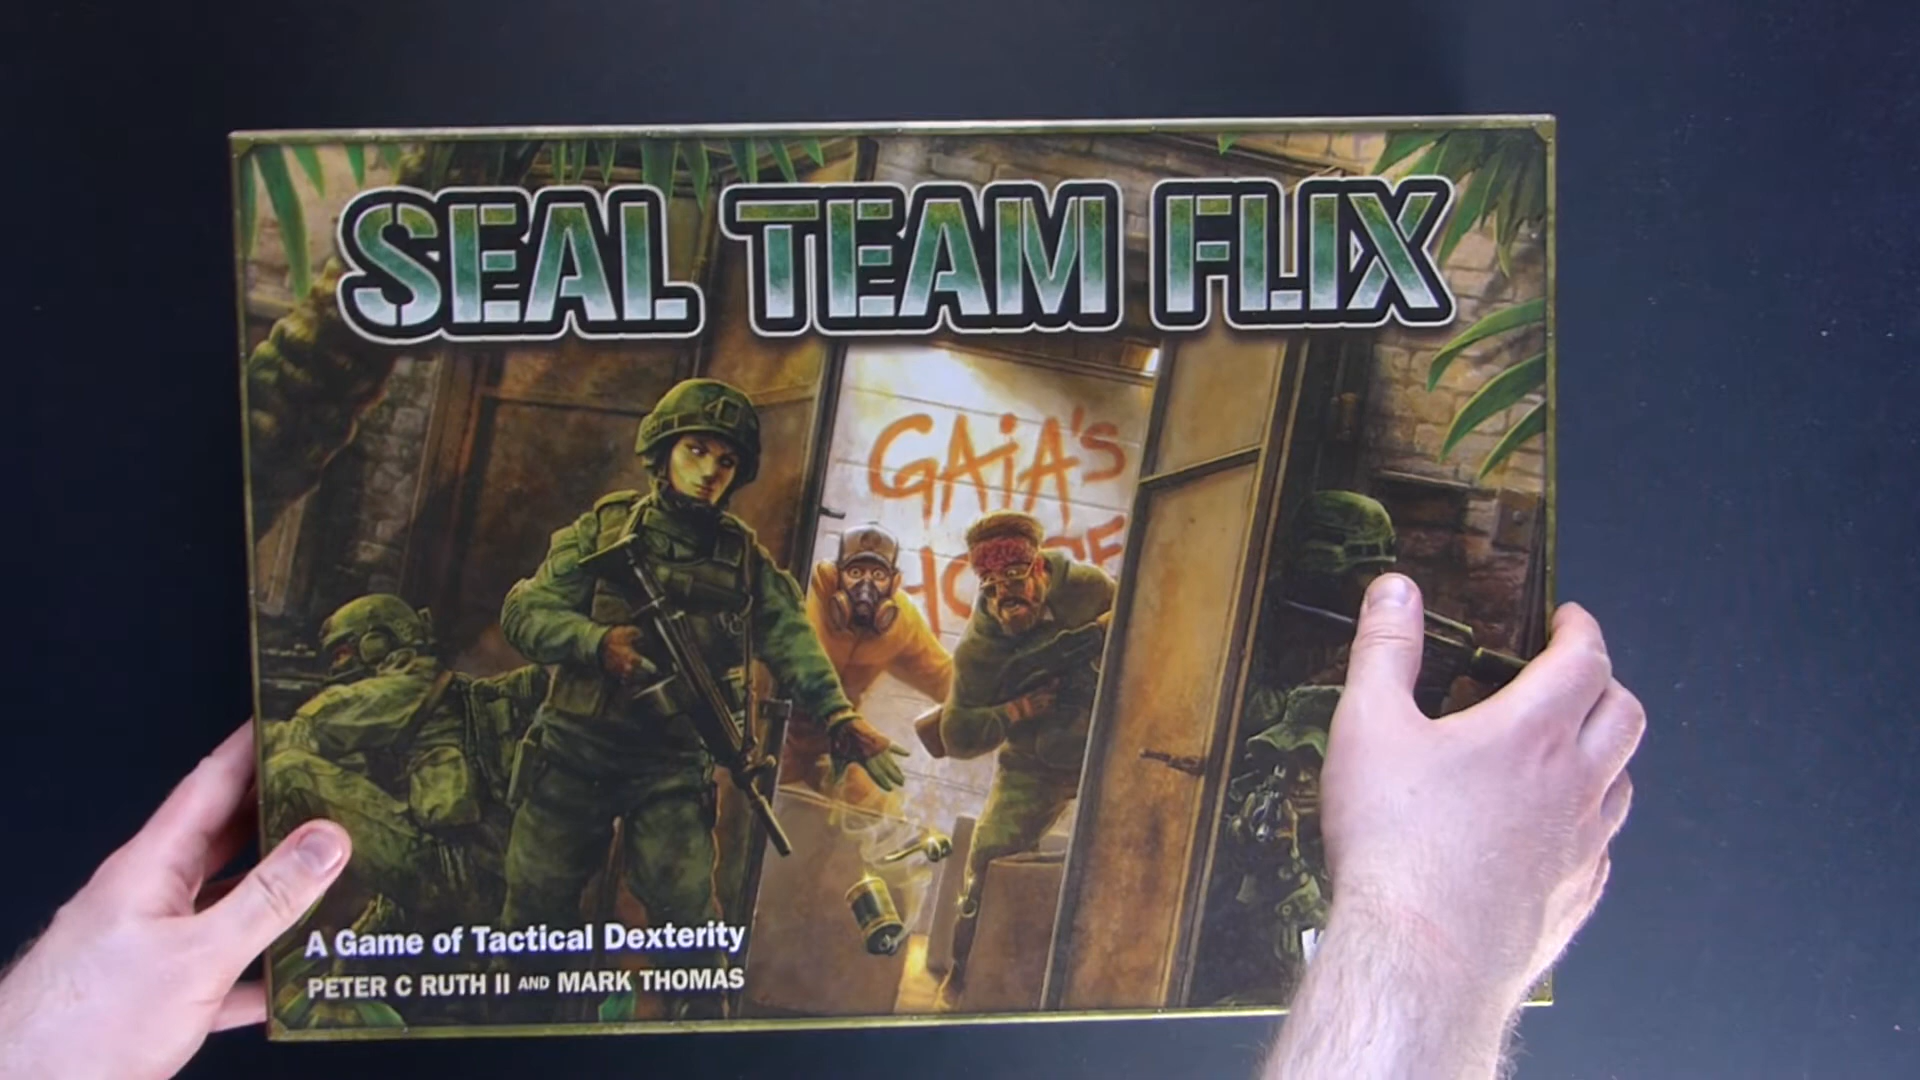 SEAL TEAM FLIX
GAiA'S
A Game of Tactical Dexterity
PETER C RUTH II AND MARK THOMAS